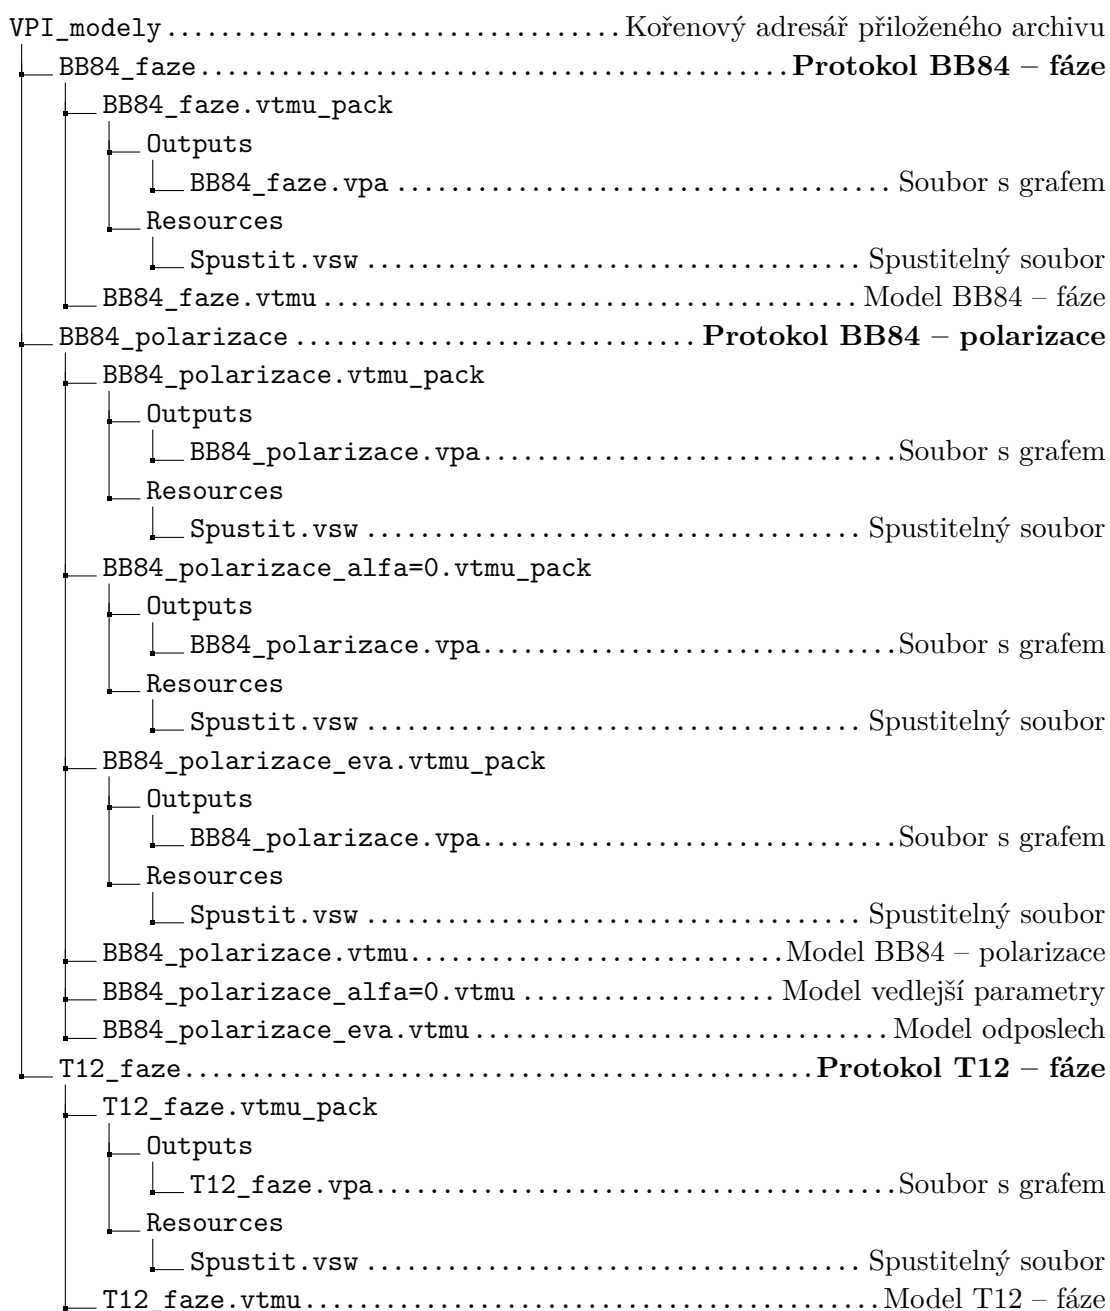 VPI_modely.................................Kořenový adresář přiloženého archivu
BB84_faze...........................................Protokol BB84 – fáze
BB84_faze.vtmu_pack
Outputs
BB84_faze.vpa.....................................Soubor s grafem
Resources
Spustit.vsw.....................................Spustitelný soubor
BB84_faze.vtmu.......................................Model BB84 – fáze
BB84_polarizace..............................Protokol BB84 – polarizace
BB84_polarizace.vtmu_pack
Outputs
BB84_polarizace.vpa...............................Soubor s grafem
Resources
Spustit.vsw.....................................Spustitelný soubor
BB84_polarizace_alfa=0.vtmu_pack
Outputs
BB84_polarizace.vpa...............................Soubor s grafem
Resources
Spustit.vsw.....................................Spustitelný soubor
BB84_polarizace_eva.vtmu_pack
Outputs
BB84_polarizace.vpa...............................Soubor s grafem
Resources
Spustit.vsw.....................................Spustitelný soubor
BB84_polarizace.vtmu..............................Model BB84 – polarizace
BB84_polarizace_alfa=0.vtmu...................Model vedlejší parametry
BB84_polarizace_eva.vtmu...............................Model odposlech
T12_faze..............................................Protokol T12 – fáze
T12_faze.vtmu_pack
Outputs
T12_faze.vpa.......................................Soubor s grafem
Resources
Spustit.vsw.....................................Spustitelný soubor
T12_faze.vtmu..........................................Model T12 – fáze